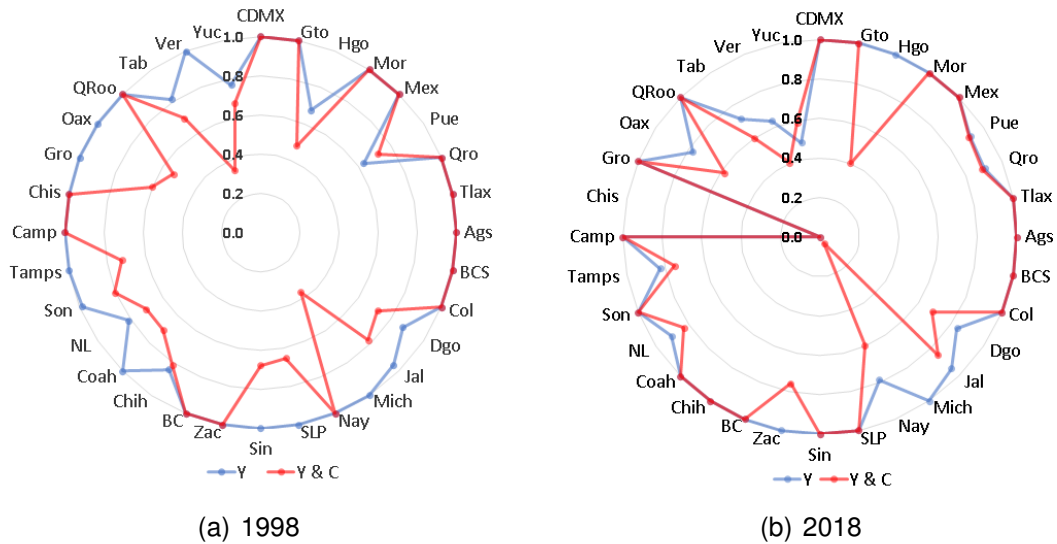 CDMX
Gto
Hgo
Mor
Mex
Pue
Qro
Tlax
Ags
BCS
Col
Dgo
Jal
Mich
Nay
SLP
Sin
Zac
BC
Chih
Coah
NL
Son
Tamps
Camp
Chis
Gro
Oax
QRoo
Tab
Ver
Yuc
1.0
0.8
0.6
0.4
0.2
0.0
Y
Y & C
(a) 1998
CDMX
Gto
Hgo
Mor
Mex
Pue
Qro
Tlax
Ags
BCS
Col
Dgo
Jal
Mich
Nay
SLP
Sin
Zac
BC
Chih
Coah
NL
Son
Tamps
Camp
Chis
Gro
Oax
QRoo
Tab
Ver
Yuc
1.0
0.8
0.6
0.4
0.2
0.0
Y
Y & C
(b) 2018